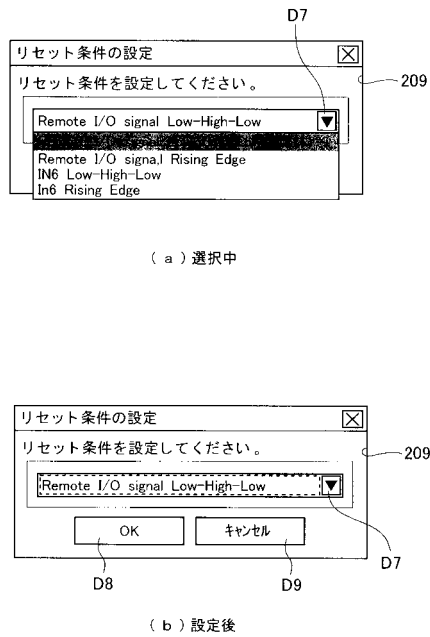 D7
リセット条件の設定
リセット条件を設定してください。
209
Remote I/O signal Low-High-Low
Remote I/O signa,l Rising Edge
IN6 Low-High-Low
In6 Rising Edge
( a ) 選択中
リセット条件の設定
リセット条件を設定してください。
209
Remote I/O signal Low-High-Low
OK
キャンセル
D7
D8
D9
( b ) 設定後